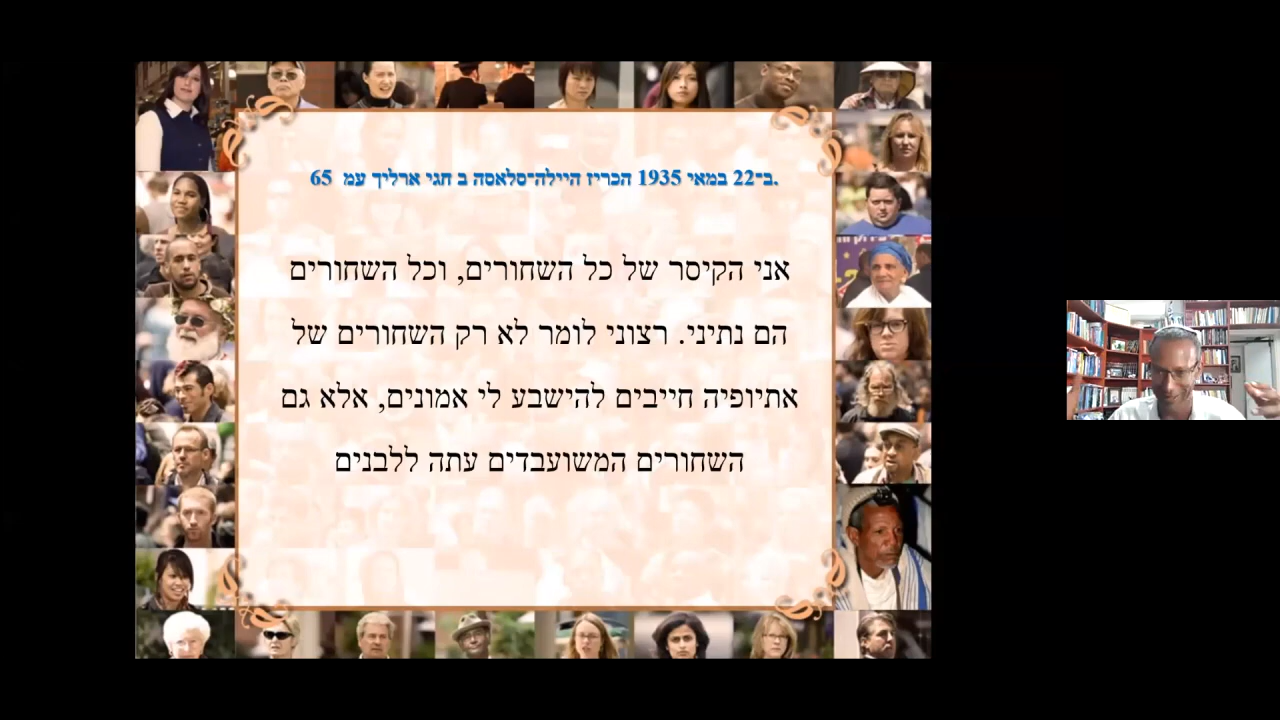 ב־22 במאי 1935 הכריז היילה־סלאסה ב חגי ארליך עמ 65.
אני הקיסר של כל השחורים, וכל השחורים
הם נתיני. רצוני לומר לא רק השחורים של
אתיופיה חייבים להישבע לי אמונים, אלא גם
השחורים המשועבדים עתה ללבנים